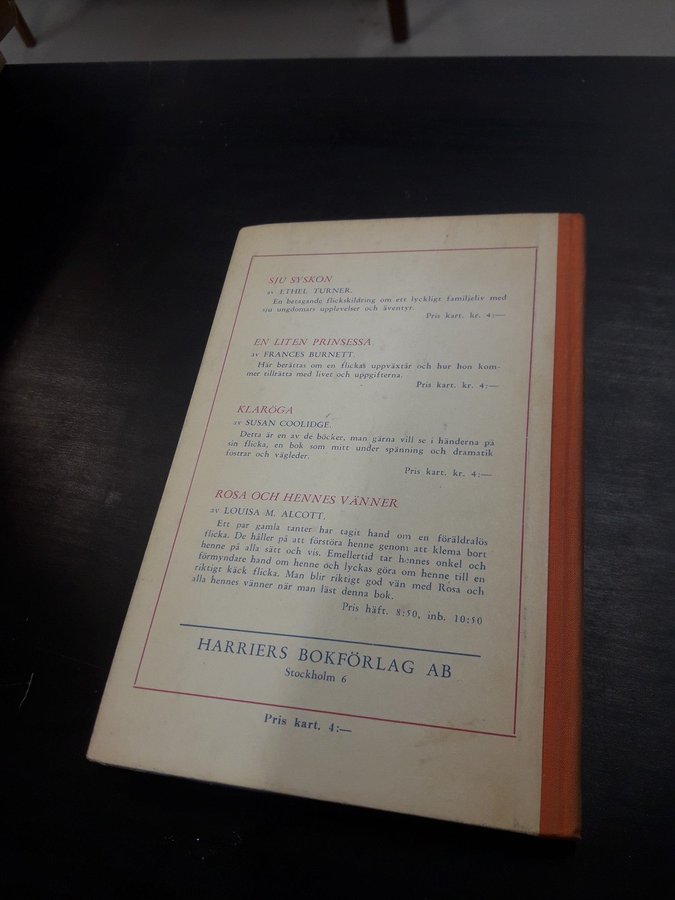 SJU SYSKON
av ETHEL TURNER.
En betagande flickskildring om ett lyckligt familjeliv med
sju ungdomars upplevelser och äventyr.
Pris kart. kr. 4:—
EN LITEN PRINSESSA
av FRANCES BURNETT.
Här berättas om en flickas uppväxtår och hur hon kom-
mer tillrätta med livet och uppgifterna.
Pris kart. kr. 4:—
KLARÖGA
av SUSAN COOLIDGE.
Detta är en av de böcker, man gärna vill se i händerna på
sin flicka, en bok som mitt under spänning och dramatik
fostrar och vägleder.
Pris kart. kr. 4:—
ROSA OCH HENNES VÄNNER
av LOUISA M. ALCOTT.
Ett par gamla tanter har tagit hand om en föräldralös
flicka. De håller på att förstöra henne genom att klema bort
henne på alla sätt och vis. Emellertid tar hennes onkel och
förmyndare hand om henne och lyckas göra om henne till en
riktigt käck flicka. Man blir riktigt god vän med Rosa och
alla hennes vänner när man läst denna bok.
Pris häft. 8:50, inb. 10:50
HARRIERS BOKFÖRLAG AB
Stockholm 6
Pris kart. 4:—